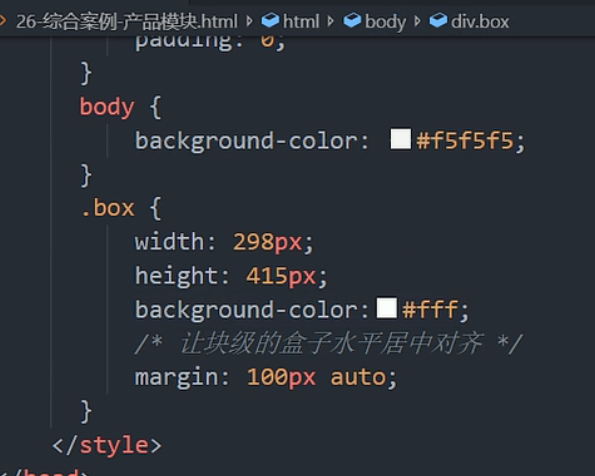 26-综合案例-产品模块.html > html > body > div.box
padding: 0;
}
body {
background-color: #f5f5f5;
}
.box {
width: 298px;
height: 415px;
background-color: #fff;
/* 让块级的盒子水平居中对齐 */
margin: 100px auto;
}
</style>
</head>